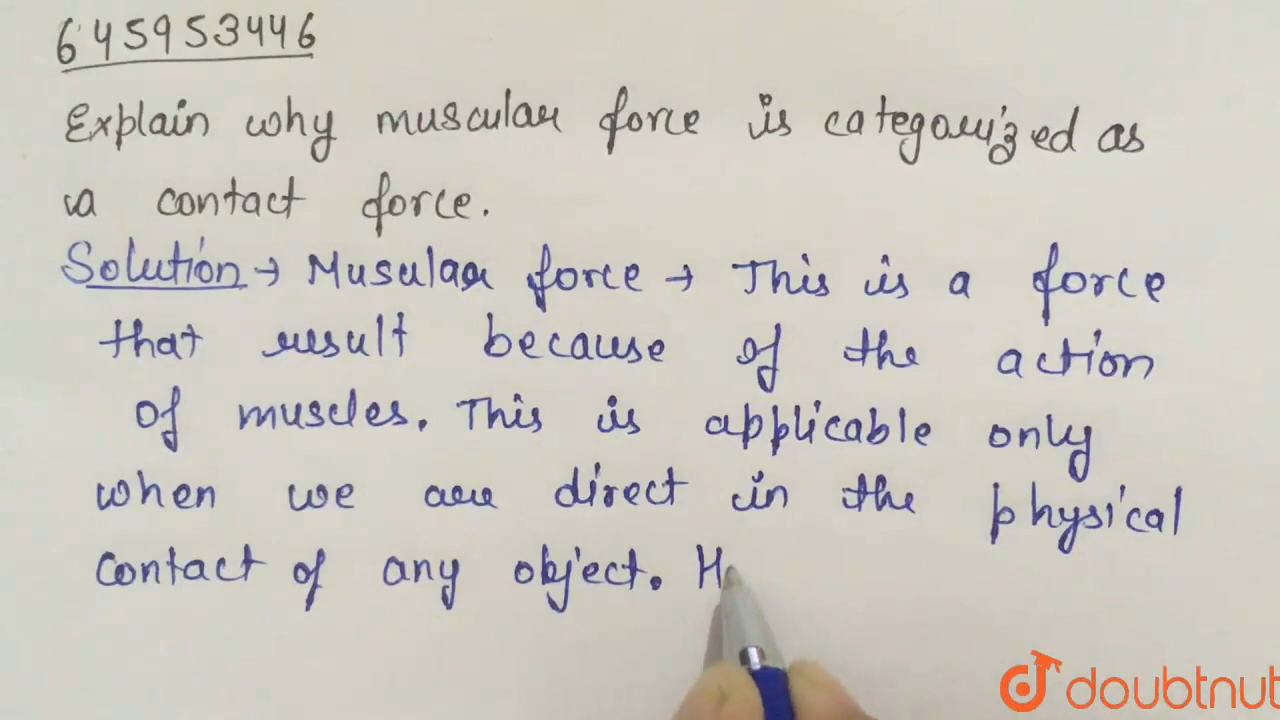 645953446
Explain why muscular force is categorized as
a contact force.
Solution → Musular force → This is a force
that result because of the action
of muscles. This is applicable only
when we are direct in the physical
contact of any object. H
doubtnut